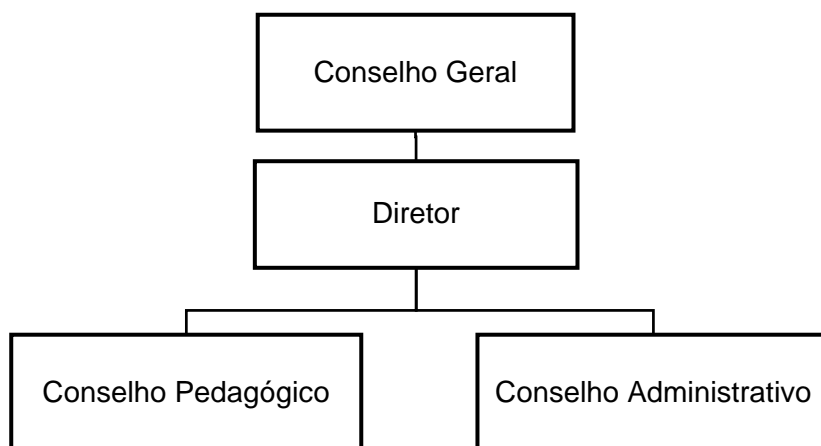 Conselho Geral
Diretor
Conselho Pedagógico
Conselho Administrativo